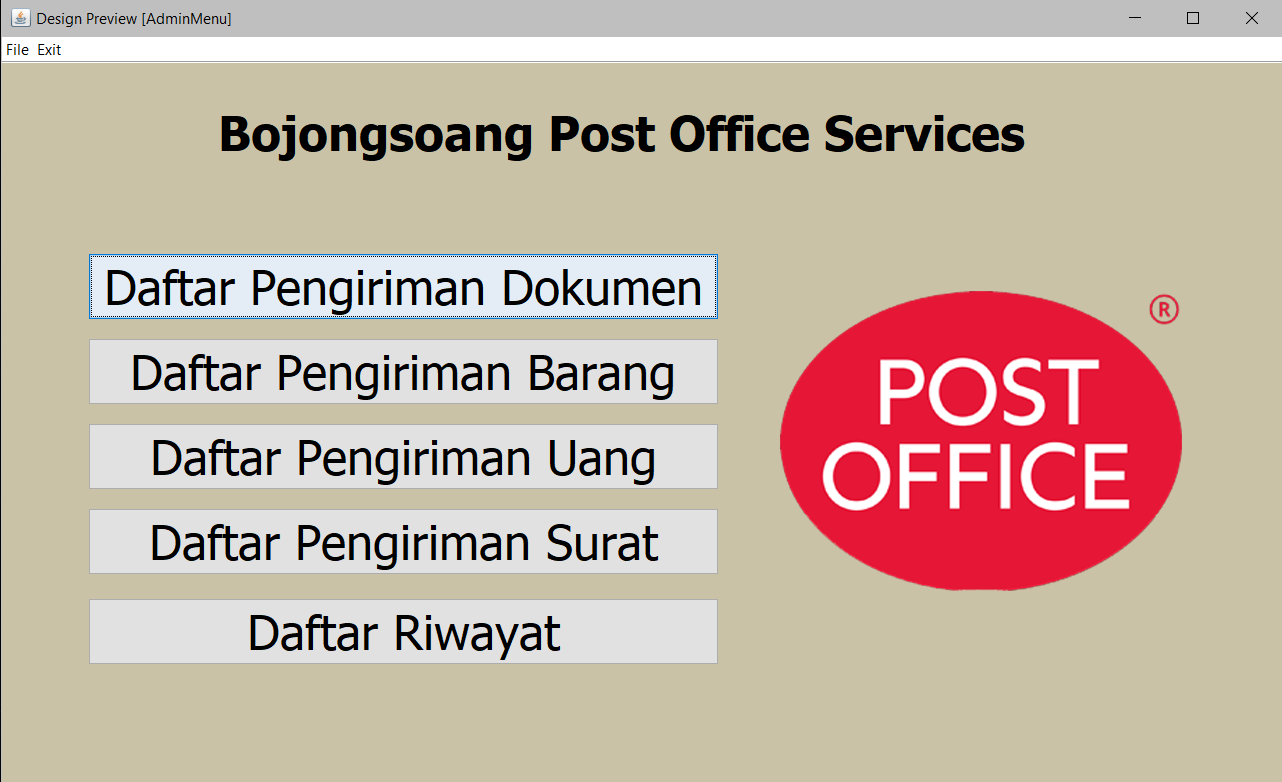 Design Preview [AdminMenu]
File Exit
Bojongsoang Post Office Services
Daftar Pengiriman Dokumen
Daftar Pengiriman Barang
Daftar Pengiriman Uang
Daftar Pengiriman Surat
Daftar Riwayat
®
POST
OFFICE